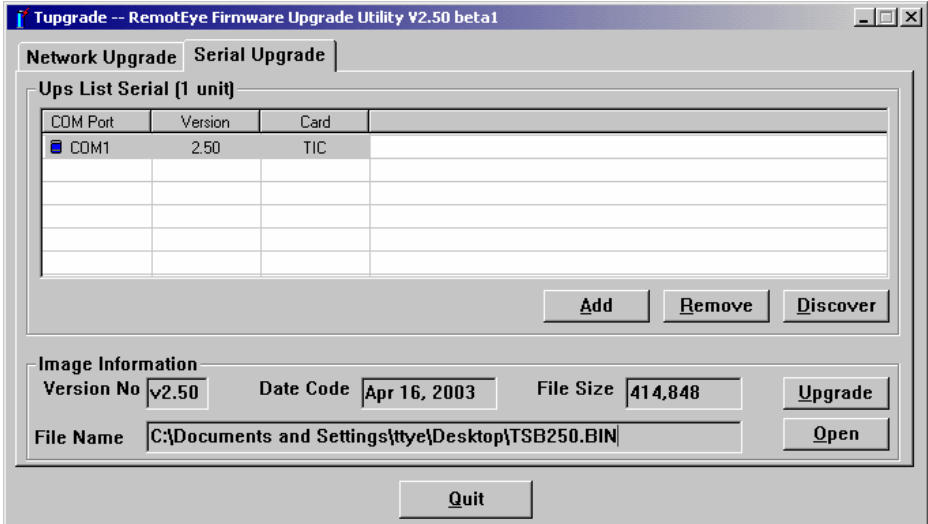 Tupgrade -- RemotEye Firmware Upgrade Utility V2.50 beta1
Network Upgrade Serial Upgrade
Ups List Serial (1 unit)
COM Port Version Card
COM1 2.50 TIC
Add Remove Discover
Image Information
Version No v2.50 Date Code Apr 16, 2003 File Size 414,848 Upgrade
File Name C:\Documents and Settings\ttye\Desktop\TSB250.BIN Open
Quit